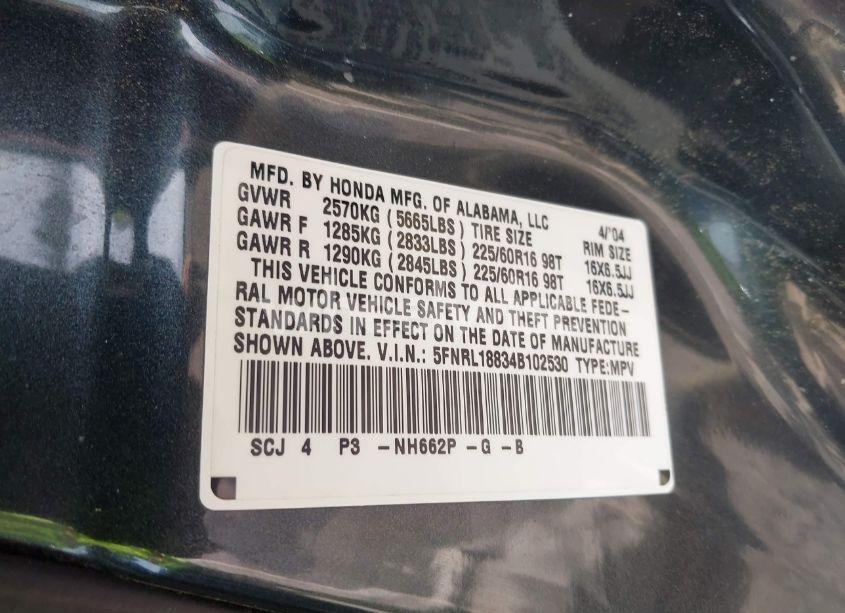 MFD. BY HONDA MFG. OF ALABAMA, LLC 4/'04
GVWR 2570KG (5665LBS) TIRE SIZE RIM SIZE
GAWR F 1285KG (2833LBS) 225/60R16 98T 16X6.5JJ
GAWR R 1290KG (2845LBS) 225/60R16 98T 16X6.5JJ
THIS VEHICLE CONFORMS TO ALL APPLICABLE FEDE-
RAL MOTOR VEHICLE SAFETY AND THEFT PREVENTION
STANDARDS IN EFFECT ON THE DATE OF MANUFACTURE
SHOWN ABOVE. V.I.N.: 5FNRL18834B102530 TYPE:MPV
SCJ 4 P3 -NH662P -G -B